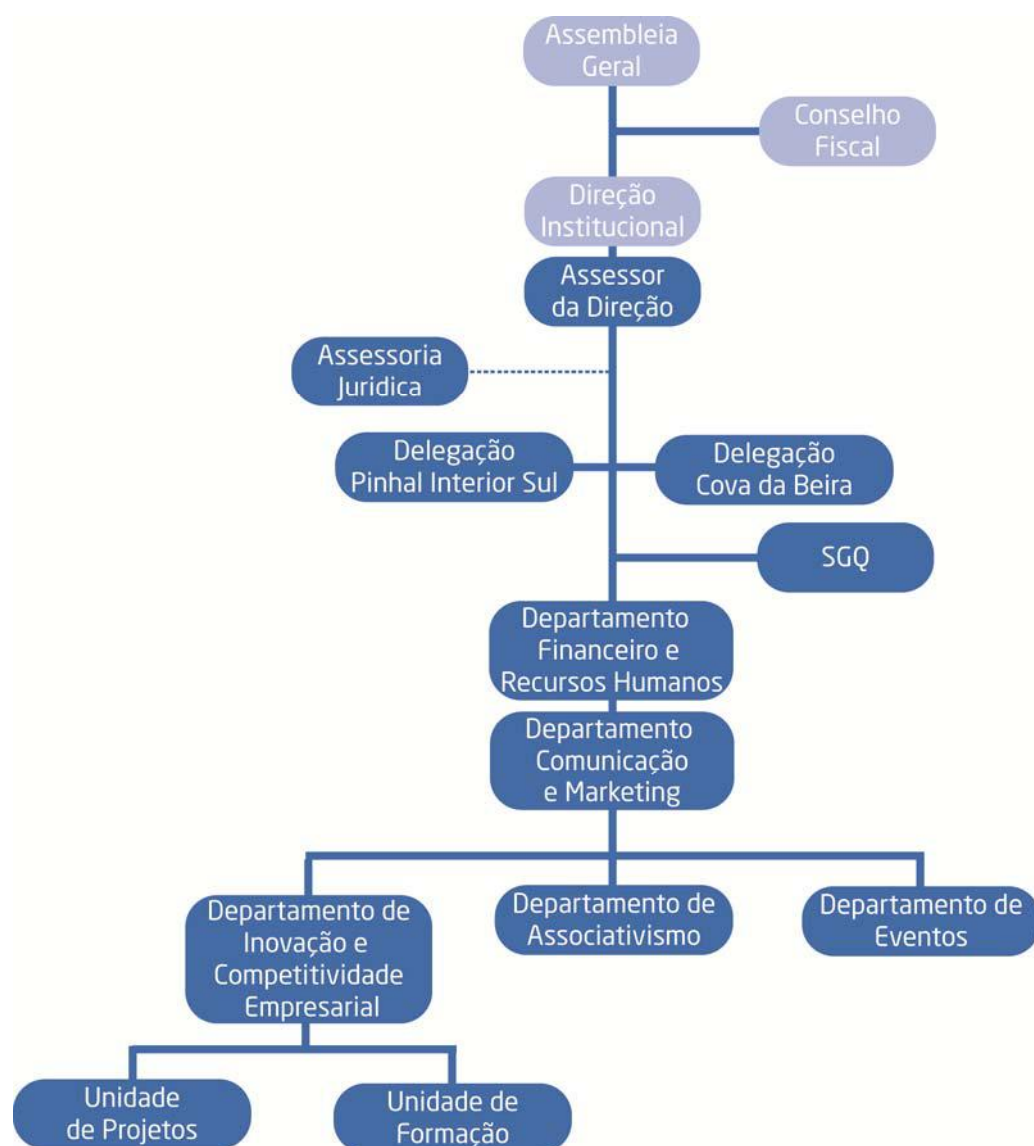 Assembleia
Geral
Conselho
Fiscal
Direção
Institucional
Assessor
da Direção
Assessoria
Juridica
Delegação
Pinhal Interior Sul
Delegação
Cova da Beira
SGQ
Departamento
Financeiro e
Recursos Humanos
Departamento
Comunicação
e Marketing
Departamento de
Inovação e
Competitividade
Empresarial
Departamento de
Associativismo
Departamento de
Eventos
Unidade
de Projetos
Unidade de
Formação